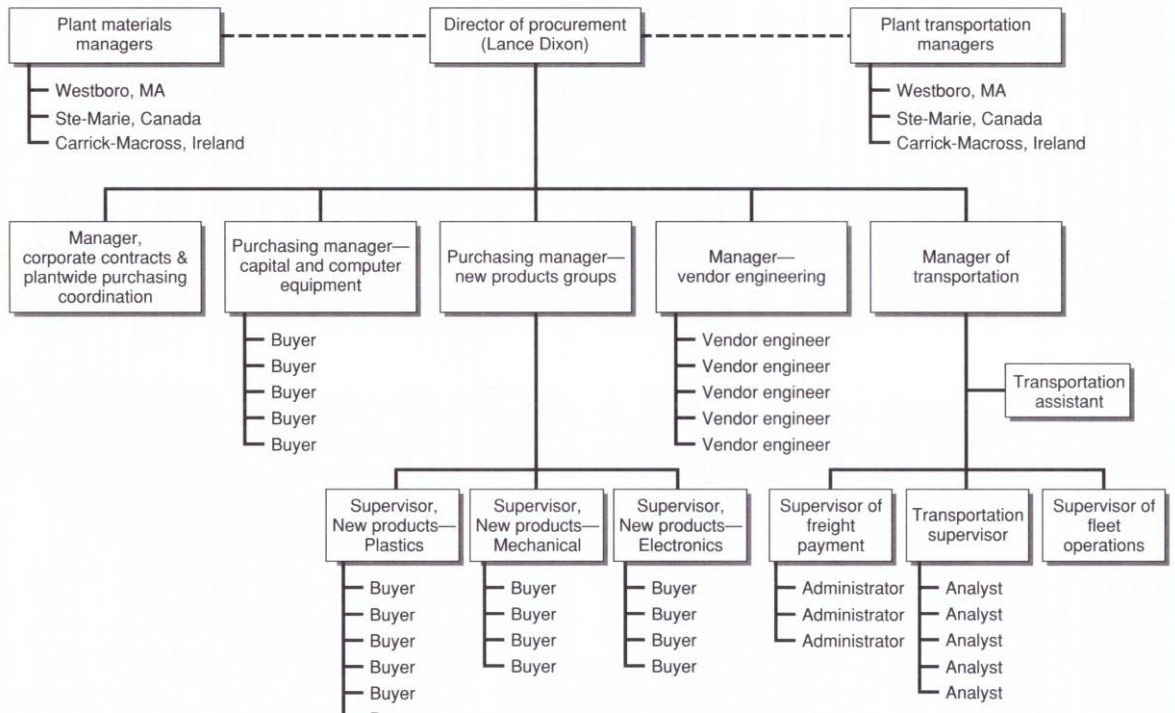 Plant materials
managers
Director of procurement
(Lance Dixon)
Plant transportation
managers
Westboro, MA
Ste-Marie, Canada
Carrick-Macross, Ireland
Westboro, MA
Ste-Marie, Canada
Carrick-Macross, Ireland
Manager,
corporate contracts &
plantwide purchasing
coordination
Purchasing manager—
capital and computer
equipment
Purchasing manager—
new products groups
Manager—
vendor engineering
Manager of
transportation
Buyer
Buyer
Buyer
Buyer
Buyer
Vendor engineer
Vendor engineer
Vendor engineer
Vendor engineer
Vendor engineer
Transportation
assistant
Supervisor,
New products—
Plastics
Supervisor,
New products—
Mechanical
Supervisor,
New products—
Electronics
Supervisor of
freight
payment
Transportation
supervisor
Supervisor of
fleet
operations
Buyer
Buyer
Buyer
Buyer
Buyer
Buyer
Buyer
Buyer
Buyer
Buyer
Buyer
Buyer
Buyer
Administrator
Administrator
Administrator
Analyst
Analyst
Analyst
Analyst
Analyst